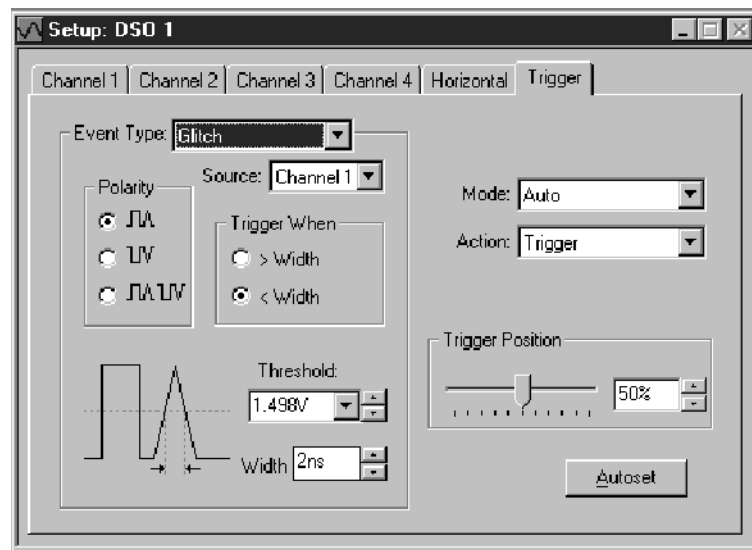 Setup: DSO 1
Channel 1 Channel 2 Channel 3 Channel 4 Horizontal Trigger
Event Type: Glitch
Source: Channel 1
Polarity
Trigger When
> Width
< Width
Threshold:
1.498V
Width 2ns
Mode: Auto
Action: Trigger
Trigger Position
50%
Autoset